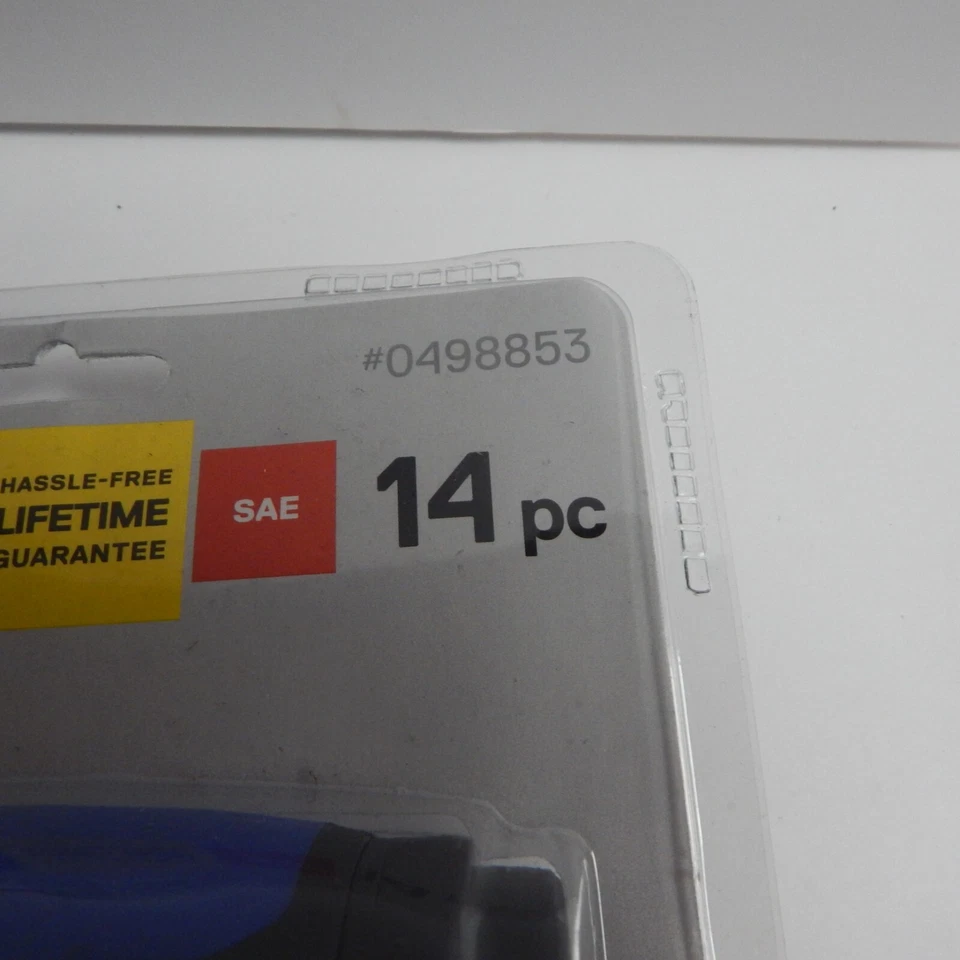 #0498853
HASSLE-FREE
LIFETIME
GUARANTEE
SAE
14 pc